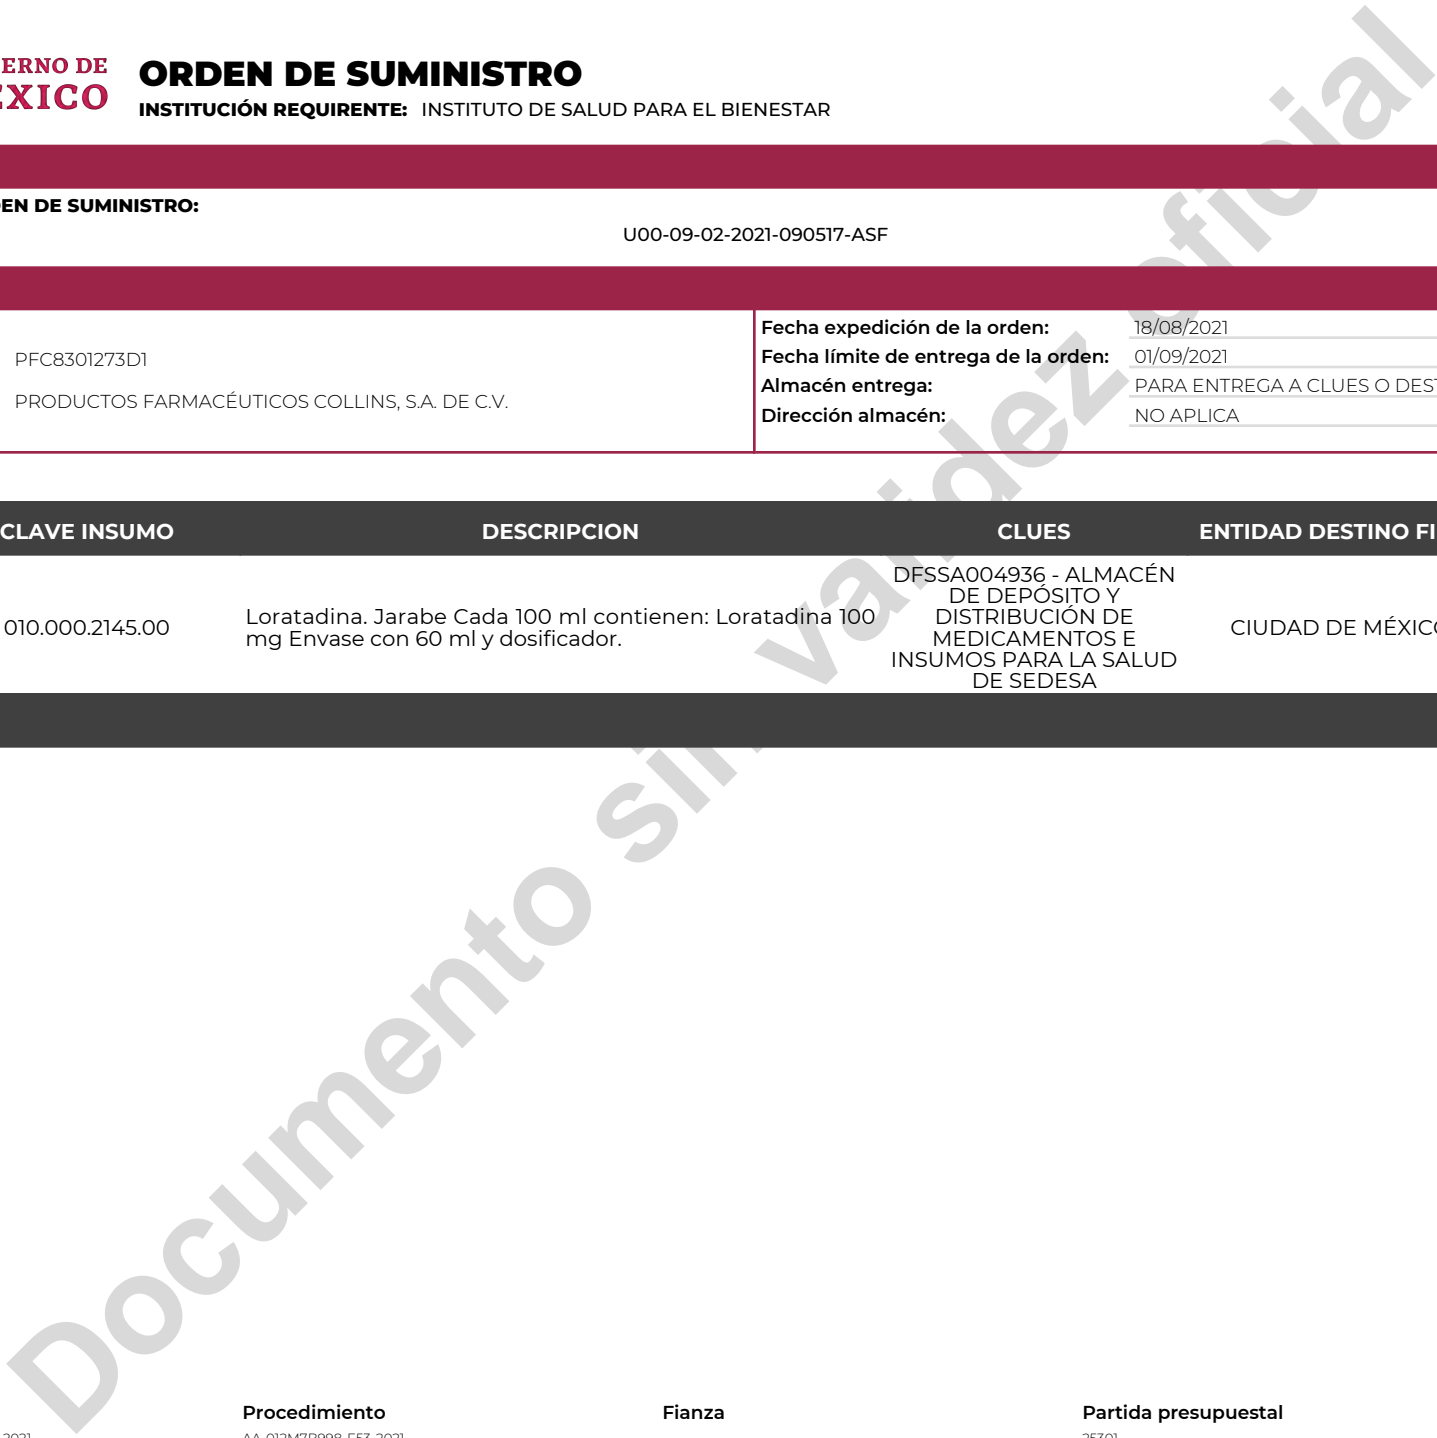 ERNO DE
ÉXICO
ORDEN DE SUMINISTRO
INSTITUCIÓN REQUIRENTE: INSTITUTO DE SALUD PARA EL BIENESTAR
EN DE SUMINISTRO:
U00-09-02-2021-090517-ASF
PFC8301273D1
PRODUCTOS FARMACÉUTICOS COLLINS, S.A. DE C.V.
Fecha expedición de la orden: 18/08/2021
Fecha límite de entrega de la orden: 01/09/2021
Almacén entrega: PARA ENTREGA A CLUES O DEST
Dirección almacén: NO APLICA
CLAVE INSUMO DESCRIPCION CLUES ENTIDAD DESTINO FI
010.000.2145.00
Loratadina. Jarabe Cada 100 ml contienen: Loratadina 100
mg Envase con 60 ml y dosificador.
DFSSA004936 - ALMACÉN
DE DEPÓSITO Y
DISTRIBUCIÓN DE
MEDICAMENTOS E
INSUMOS PARA LA SALUD
DE SEDESA
CIUDAD DE MÉXICO
Documento sin validez oficial
Procedimiento Fianza Partida presupuestal